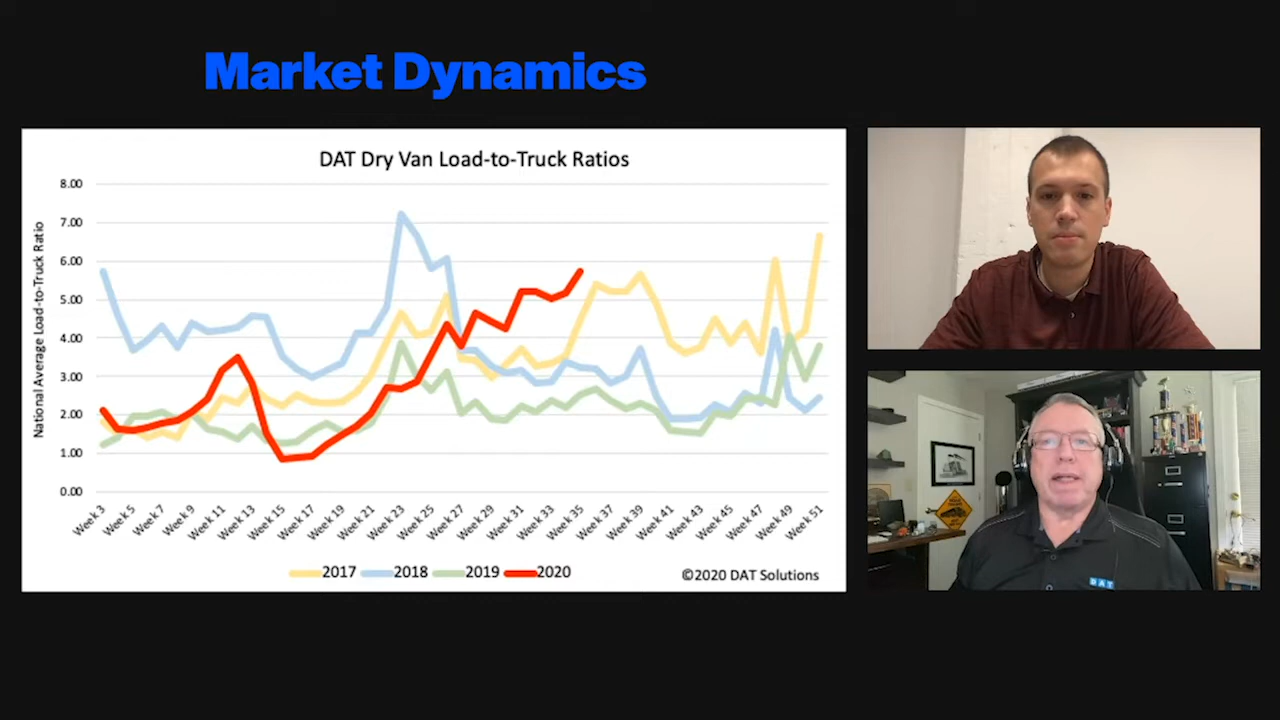 Market Dynamics
DAT Dry Van Load-to-Truck Ratios
National Average Load-to-Truck Ratio
8.00
7.00
6.00
5.00
4.00
3.00
2.00
1.00
0.00
Week 3
Week 5
Week 7
Week 9
Week 11
Week 13
Week 15
Week 17
Week 19
Week 21
Week 23
Week 25
Week 27
Week 29
Week 31
Week 33
Week 35
Week 37
Week 39
Week 41
Week 43
Week 45
Week 47
Week 49
Week 51
2017 2018 2019 2020
©2020 DAT Solutions
DAT